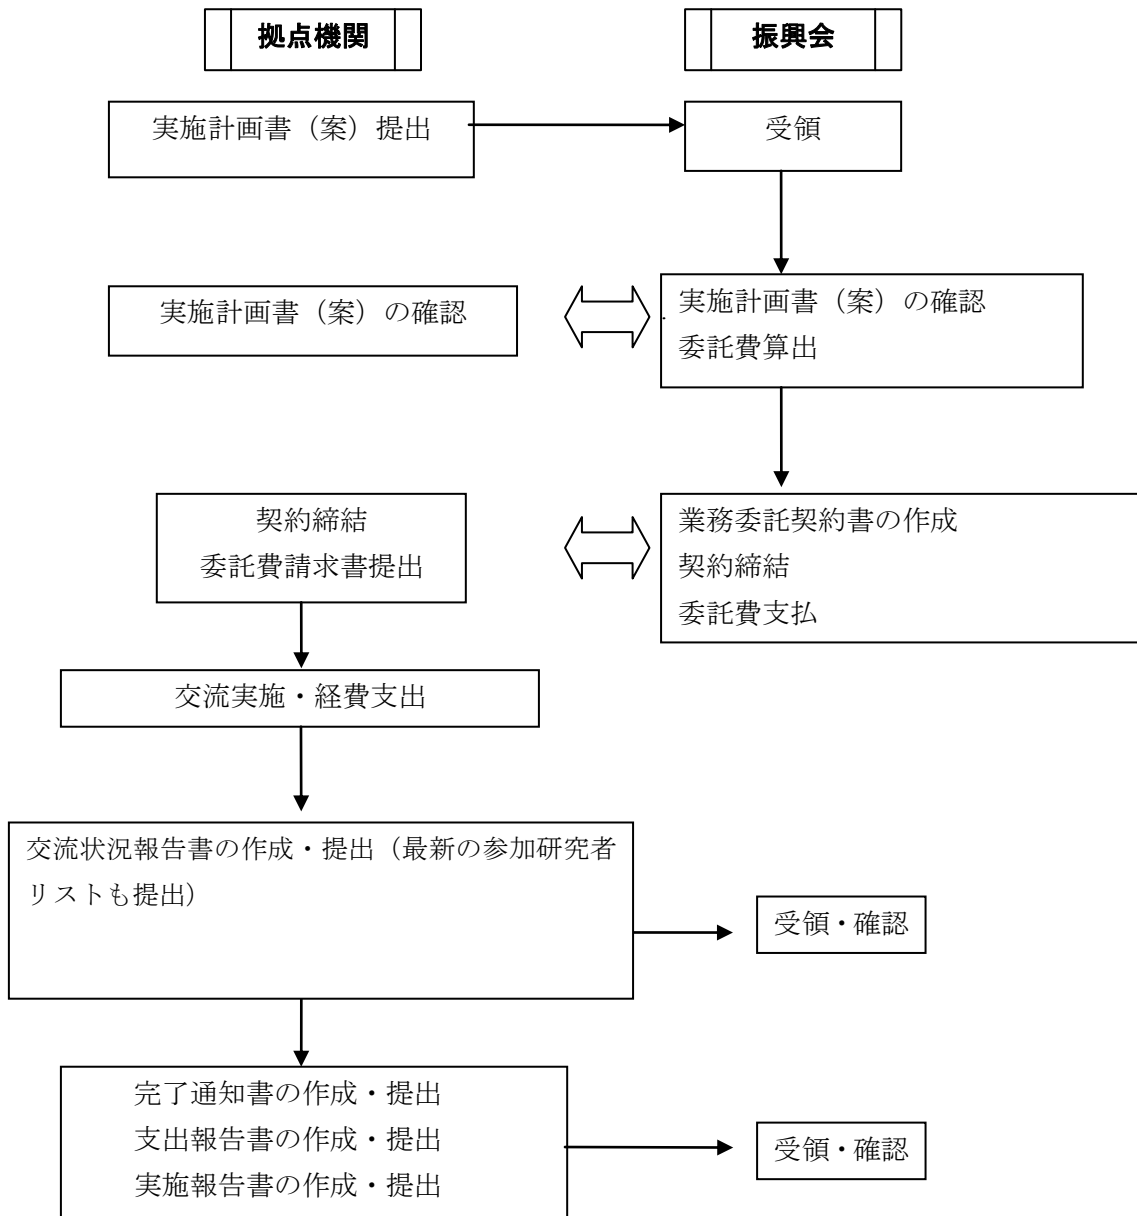 拠点機関
振興会
実施計画書（案）提出
受領
実施計画書（案）の確認
実施計画書（案）の確認
委託費算出
契約締結
委託費請求書提出
業務委託契約書の作成
契約締結
委託費支払
交流実施・経費支出
交流状況報告書の作成・提出（最新の参加研究者
リストも提出）
受領・確認
完了通知書の作成・提出
支出報告書の作成・提出
実施報告書の作成・提出
受領・確認